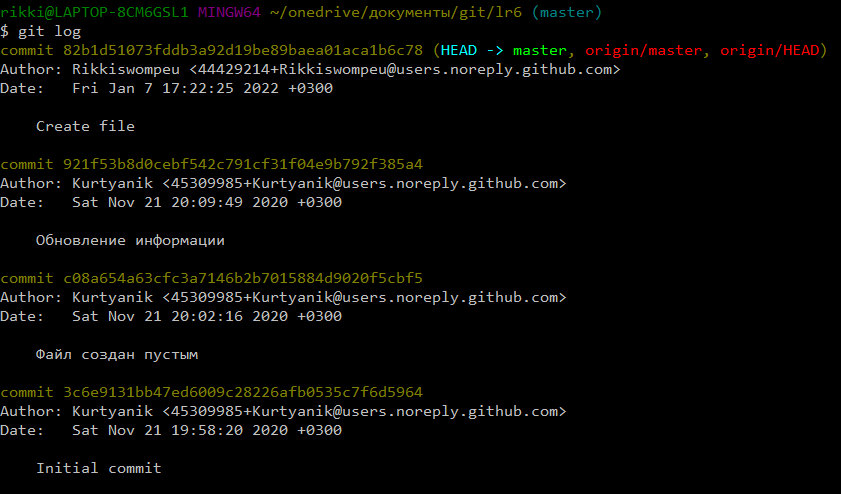 rikki@LAPTOP-8CM6GSL1 MINGW64 ~/onedrive/документы/git/lr6 (master)
$ git log
commit 82b1d51073fddb3a92d19be89baea01aca1b6c78 (HEAD -> master, origin/master, origin/HEAD)
Author: Rikkiswompeu <44429214+Rikkiswompeu@users.noreply.github.com>
Date:   Fri Jan 7 17:22:25 2022 +0300
    Create file
commit 921f53b8d0cebf542c791cf31f04e9b792f385a4
Author: Kurtyanik <45309985+Kurtyanik@users.noreply.github.com>
Date:   Sat Nov 21 20:09:49 2020 +0300
    Обновление информации
commit c08a654a63cfc3a7146b2b7015884d9020f5cbf5
Author: Kurtyanik <45309985+Kurtyanik@users.noreply.github.com>
Date:   Sat Nov 21 20:02:16 2020 +0300
    Файл создан пустым
commit 3c6e9131bb47ed6009c28226afb0535c7f6d5964
Author: Kurtyanik <45309985+Kurtyanik@users.noreply.github.com>
Date:   Sat Nov 21 19:58:20 2020 +0300
    Initial commit